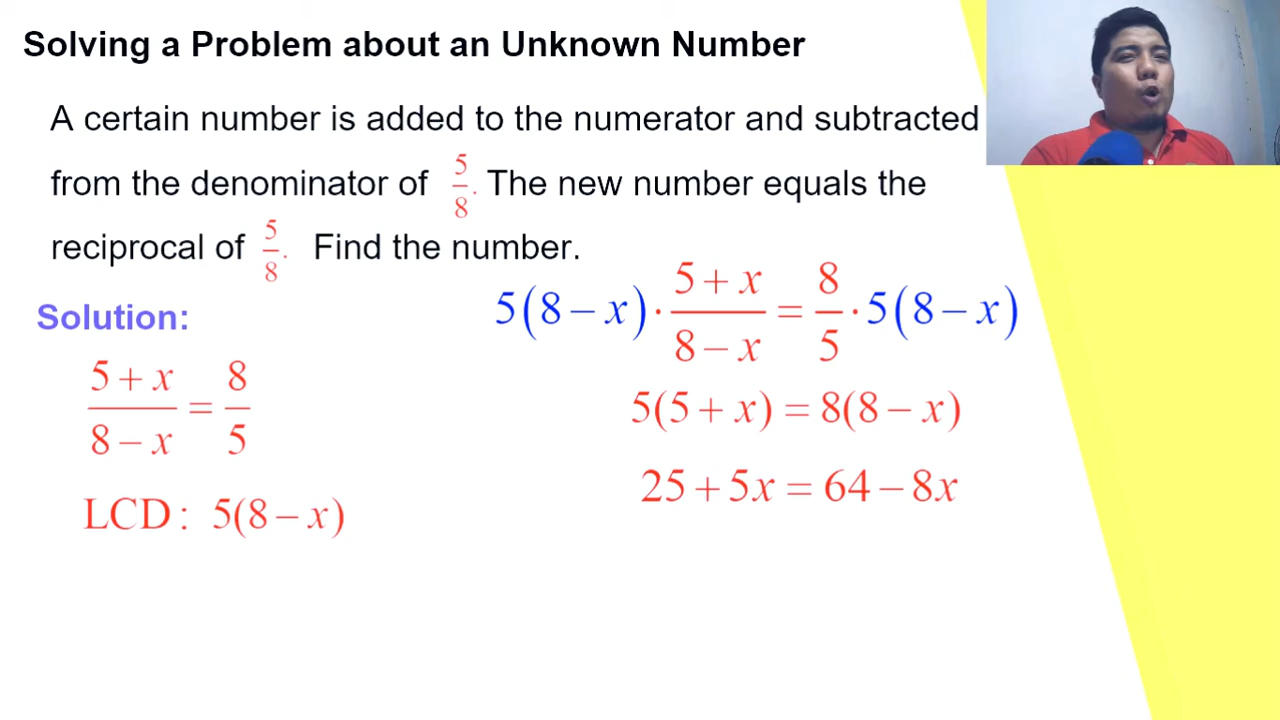 Solving a Problem about an Unknown Number
A certain number is added to the numerator and subtracted
from the denominator of 5/8. The new number equals the
reciprocal of 5/8. Find the number.
5(8 − x) · (5 + x)/(8 − x) = 8/5 · 5(8 − x)
Solution:
(5 + x)/(8 − x) = 8/5
5(5 + x) = 8(8 − x)
25 + 5x = 64 − 8x
LCD: 5(8 − x)